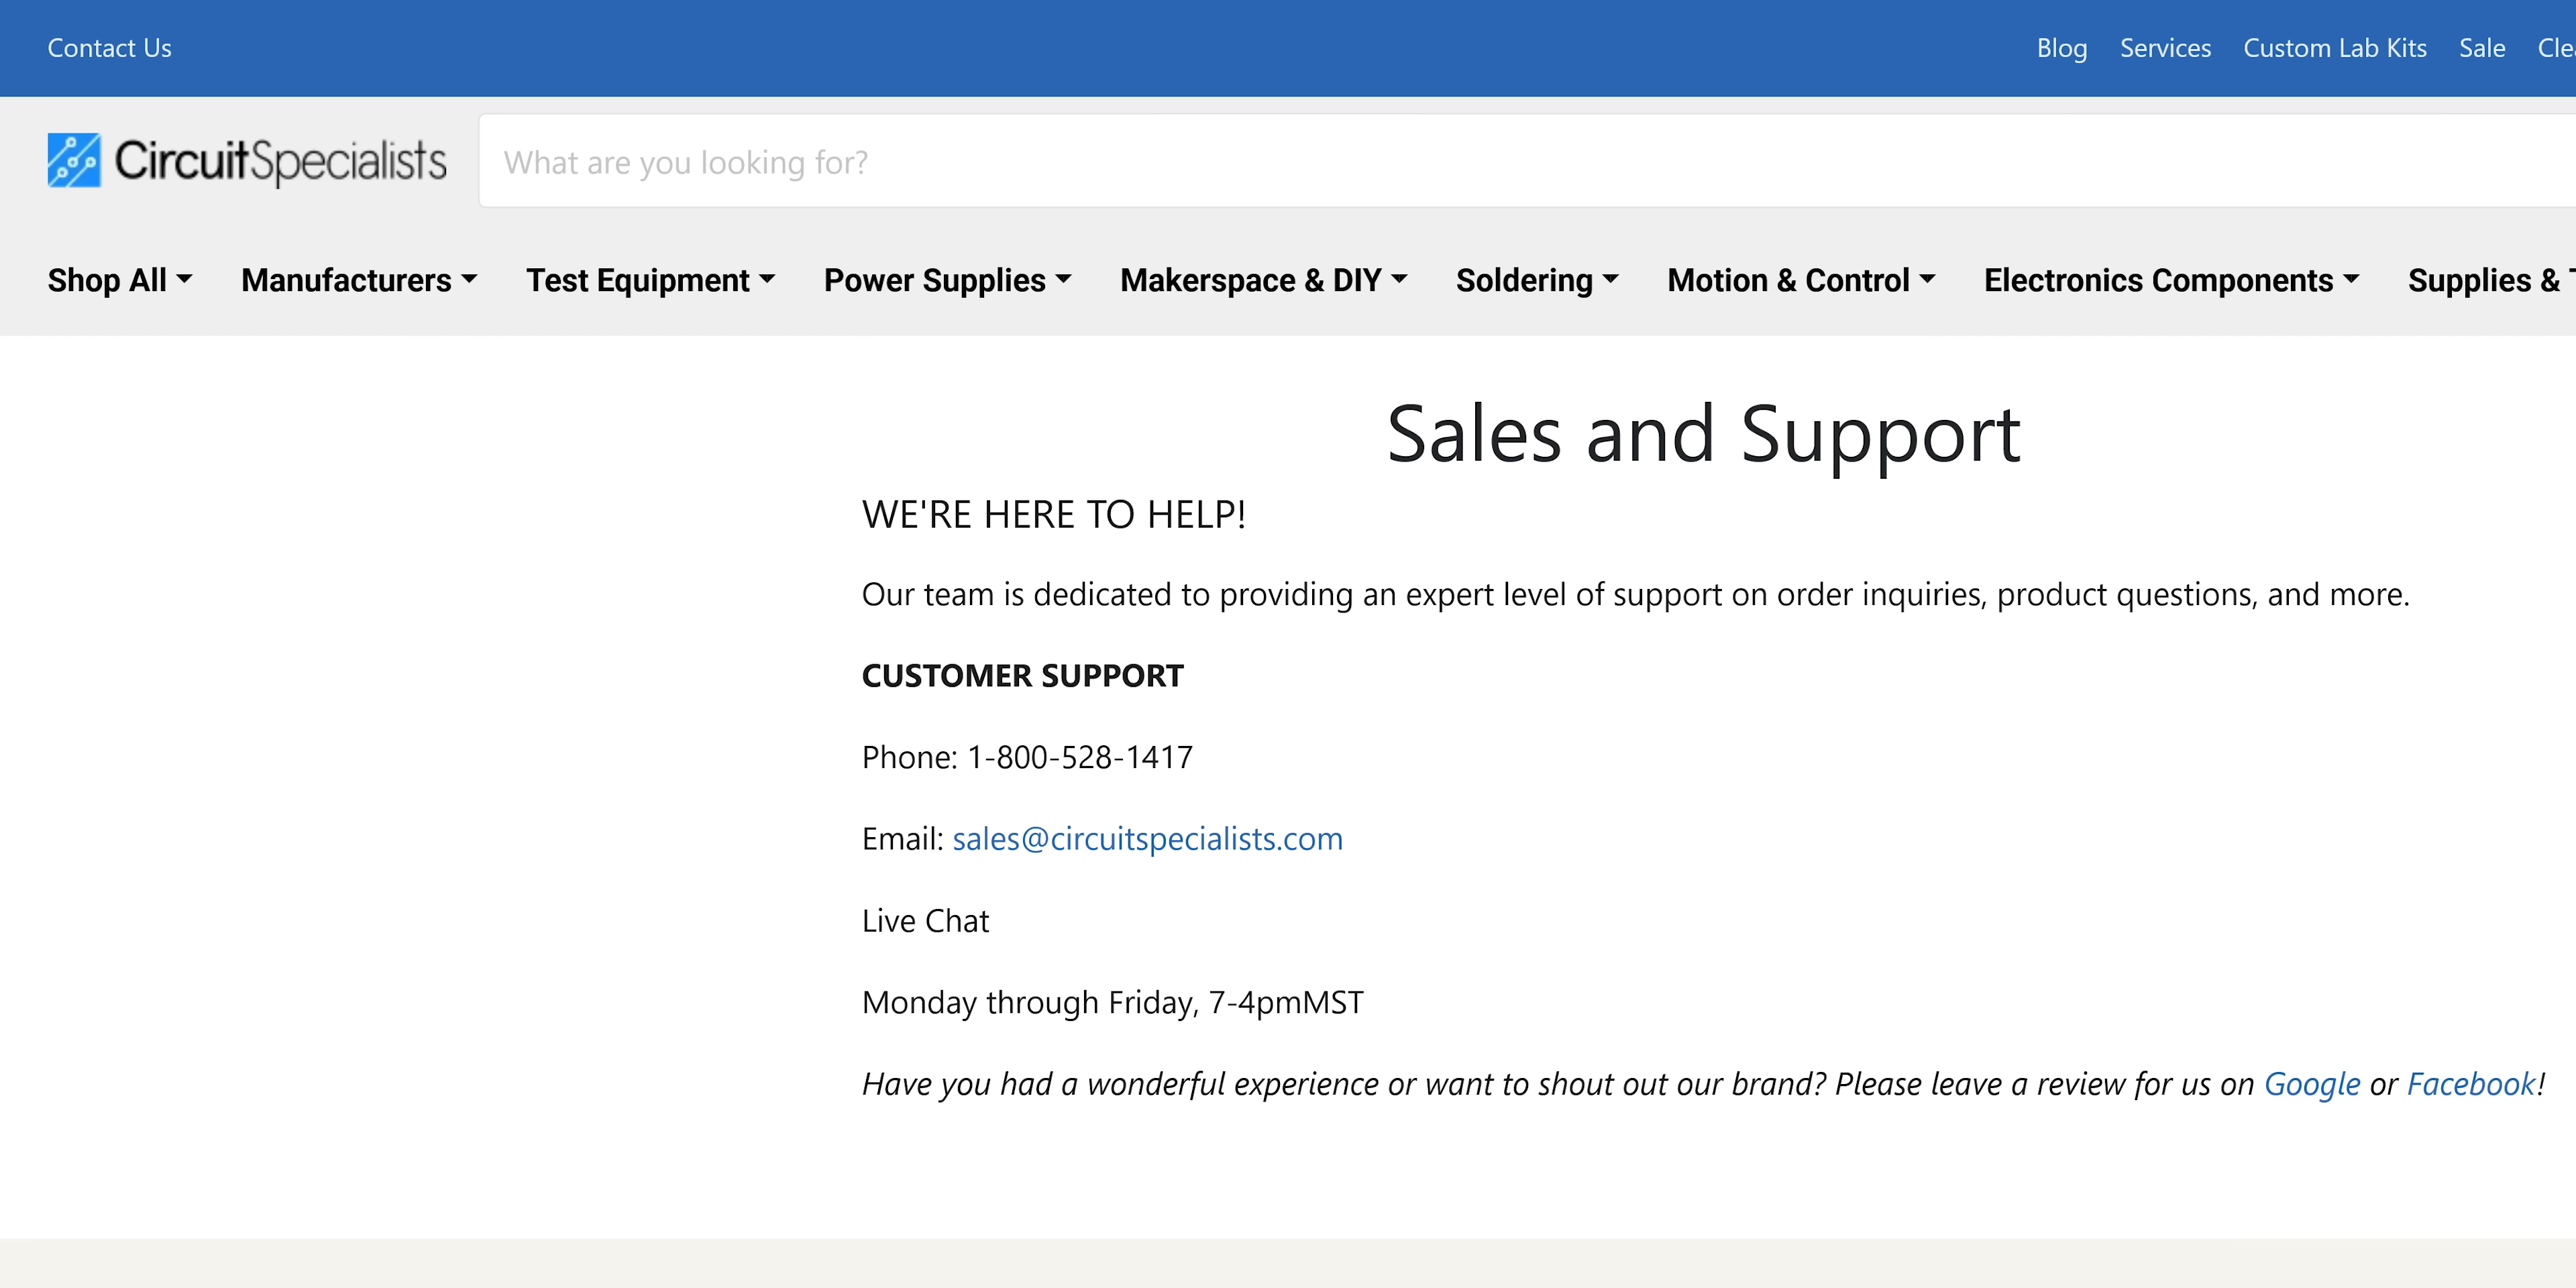 Contact Us
Blog Services Custom Lab Kits Sale
CircuitSpecialists
What are you looking for?
Shop All Manufacturers Test Equipment Power Supplies Makerspace & DIY Soldering Motion & Control Electronics Components Supplies &
Sales and Support
WE'RE HERE TO HELP!
Our team is dedicated to providing an expert level of support on order inquiries, product questions, and more.
CUSTOMER SUPPORT
Phone: 1-800-528-1417
Email: sales@circuitspecialists.com
Live Chat
Monday through Friday, 7-4pmMST
Have you had a wonderful experience or want to shout out our brand? Please leave a review for us on Google or Facebook!